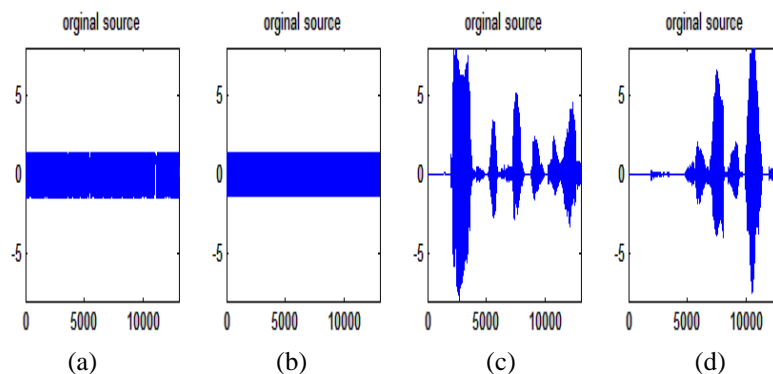 orginal source orginal source orginal source orginal source
5 5 5 5
0 0 0 0
-5 -5 -5 -5
0 5000 10000 0 5000 10000 0 5000 10000 0 5000 10000
(a) (b) (c) (d)